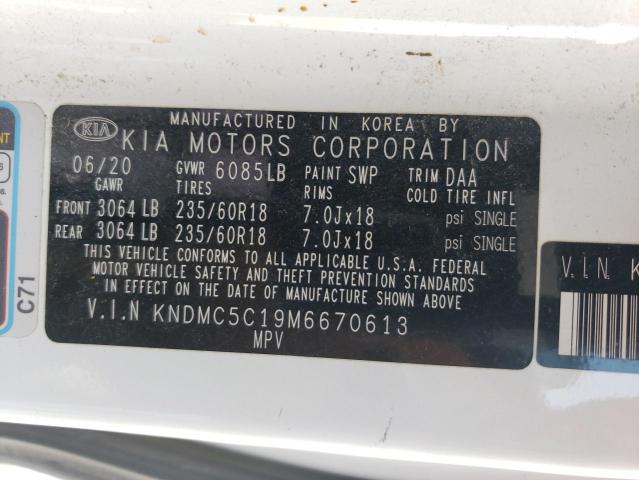 MANUFACTURED IN KOREA BY
KIA KIA MOTORS CORPORATION
06/20 GVWR 6085LB PAINT SWP TRIM DAA
GAWR TIRES RIMS COLD TIRE INFL
FRONT 3064 LB 235/60R18 7.0Jx18 psi SINGLE
REAR 3064 LB 235/60R18 7.0Jx18 psi SINGLE
THIS VEHICLE CONFORMS TO ALL APPLICABLE U.S.A. FEDERAL
MOTOR VEHICLE SAFETY AND THEFT PREVENTION STANDARDS
IN EFFECT ON THE DATE OF MANUFACTURE SHOWN ABOVE.
V.I.N KNDMC5C19M6670613
MPV
C71
V.I.N.